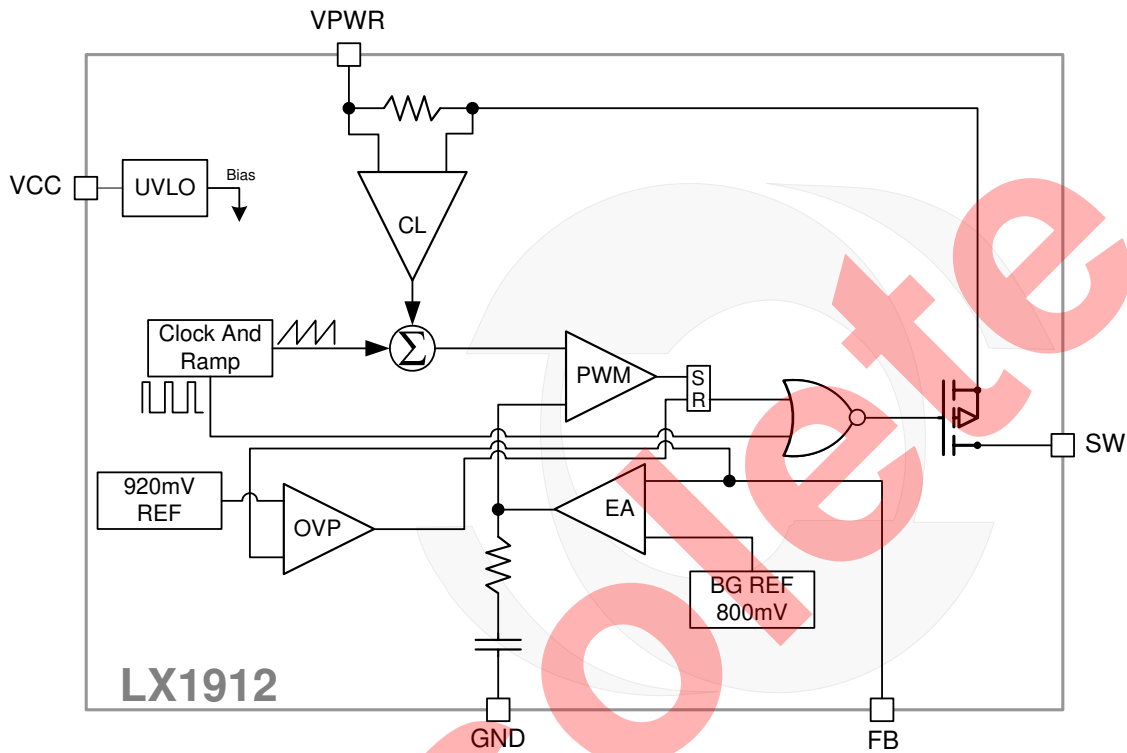 VPWR
VCC
UVLO
Bias
CL
Clock And
Ramp
Σ
PWM
S
R
SW
920mV
REF
OVP
EA
BG REF
800mV
LX1912
GND
FB
olete